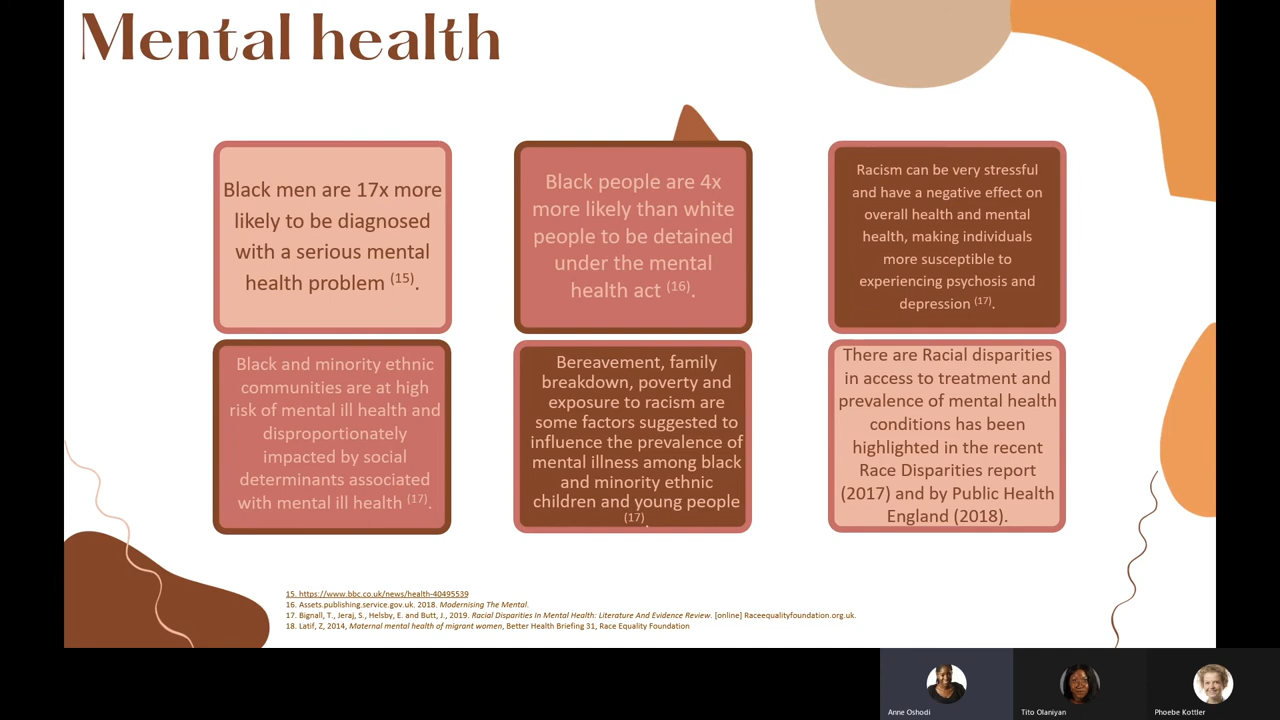 Mental health
Black men are 17x more
likely to be diagnosed
with a serious mental
health problem (15).
Black people are 4x
more likely than white
people to be detained
under the mental
health act (16).
Racism can be very stressful
and have a negative effect on
overall health and mental
health, making individuals
more susceptible to
experiencing psychosis and
depression (17).
Black and minority ethnic
communities are at high
risk of mental ill health and
disproportionately
impacted by social
determinants associated
with mental ill health (17).
Bereavement, family
breakdown, poverty and
exposure to racism are
some factors suggested to
influence the prevalence of
mental illness among black
and minority ethnic
children and young people
(17).
There are Racial disparities
in access to treatment and
prevalence of mental health
conditions has been
highlighted in the recent
Race Disparities report
(2017) and by Public Health
England (2018).
15. https://www.bbc.co.uk/news/health-40495539
16. Assets.publishing.service.gov.uk. 2018. Modernising The Mental.
17. Bignall, T., Jeraj, S., Helsby, E. and Butt, J., 2019. Racial Disparities In Mental Health: Literature And Evidence Review. [online] Raceequalityfoundation.org.uk.
18. Latif, Z, 2014, Maternal mental health of migrant women, Better Health Briefing 31, Race Equality Foundation
Anne Oshodi
Tito Olaniyan
Phoebe Kottler